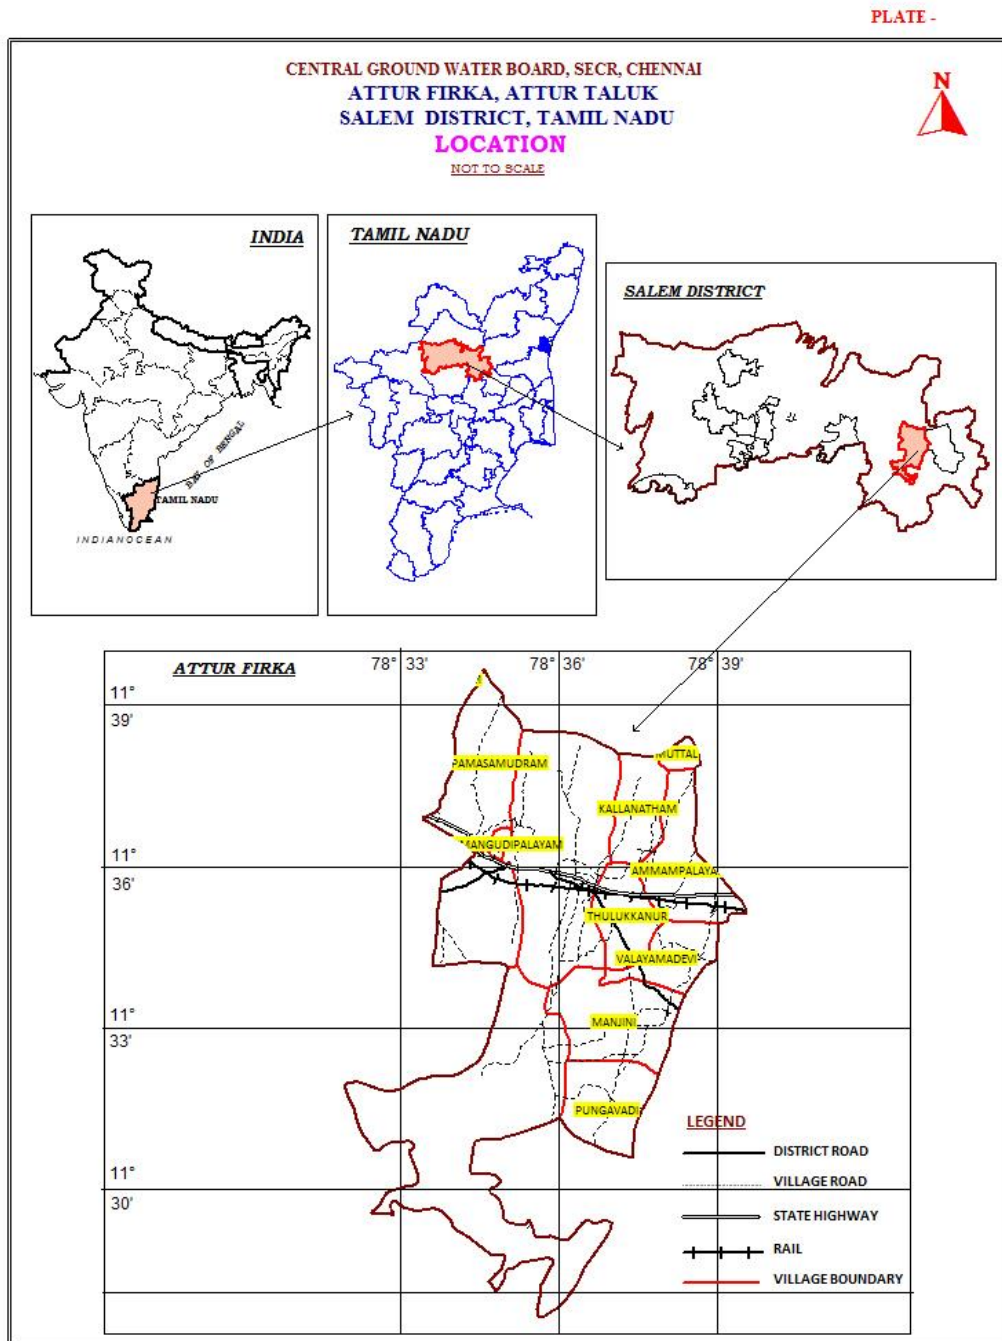 PLATE -
CENTRAL GROUND WATER BOARD, SECR, CHENNAI
ATTUR FIRKA, ATTUR TALUK
SALEM DISTRICT, TAMIL NADU
LOCATION
NOT TO SCALE
N
INDIA
BAY OF BENGAL
TAMIL NADU
INDIANOCEAN
TAMIL NADU
SALEM DISTRICT
ATTUR FIRKA
78° 33'
78° 36'
78° 39'
11°
39'
MUTTAL
PAMASAMUDRAM
KALLANATHAM
MANGUDIPALAYAM
11°
36'
AMMAMPALAYA
THULUKKANUR
VALAYAMADEVI
MANJINI
11°
33'
PUNGAVADI
11°
30'
LEGEND
DISTRICT ROAD
VILLAGE ROAD
STATE HIGHWAY
RAIL
VILLAGE BOUNDARY